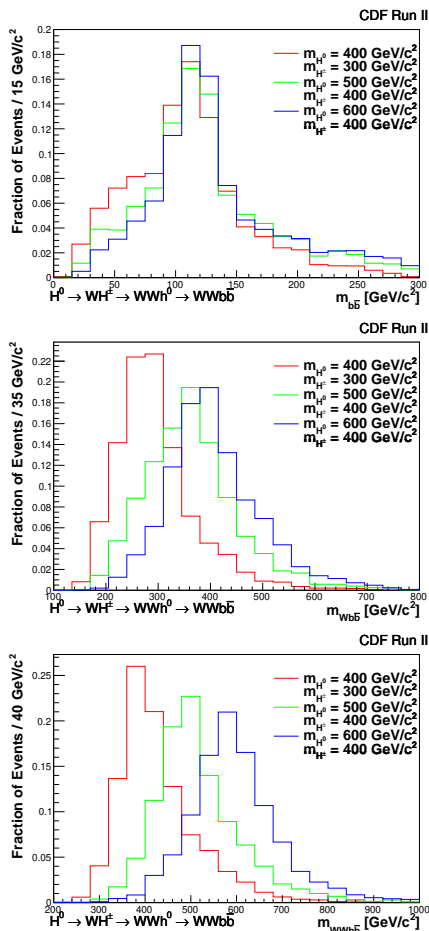 CDF Run II
Fraction of Events / 15 GeV/c²
0.2
0.18
0.16
0.14
0.12
0.1
0.08
0.06
0.04
0.02
0
m_H⁰ = 400 GeV/c²
m_H± = 300 GeV/c²
m_H⁰ = 500 GeV/c²
m_H± = 400 GeV/c²
m_H⁰ = 600 GeV/c²
m_H± = 400 GeV/c²
0 50 100 150 200 250 300
H⁰ → WH± → WWh⁰ → WWbb̄ m_bb̄ [GeV/c²]
CDF Run II
Fraction of Events / 35 GeV/c²
0.22
0.2
0.18
0.16
0.14
0.12
0.1
0.08
0.06
0.04
0.02
0
m_H⁰ = 400 GeV/c²
m_H± = 300 GeV/c²
m_H⁰ = 500 GeV/c²
m_H± = 400 GeV/c²
m_H⁰ = 600 GeV/c²
m_H± = 400 GeV/c²
100 200 300 400 500 600 700 800
H⁰ → WH± → WWh⁰ → WWbb̄ m_Wbb̄ [GeV/c²]
CDF Run II
Fraction of Events / 40 GeV/c²
0.25
0.2
0.15
0.1
0.05
0
m_H⁰ = 400 GeV/c²
m_H± = 300 GeV/c²
m_H⁰ = 500 GeV/c²
m_H± = 400 GeV/c²
m_H⁰ = 600 GeV/c²
m_H± = 400 GeV/c²
200 300 400 500 600 700 800 900 1000
H⁰ → WH± → WWh⁰ → WWbb̄ m_WWbb̄ [GeV/c²]